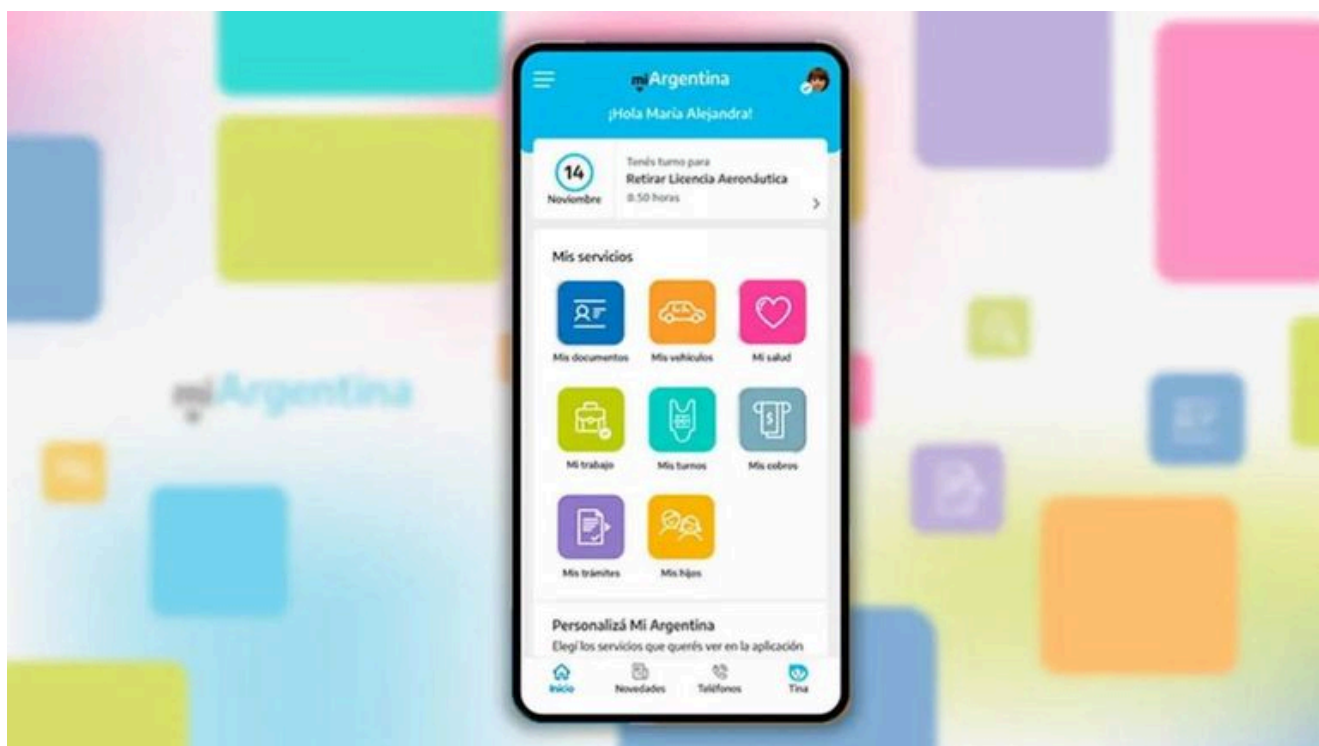 miArgentina
¡Hola María Alejandra!
14
Noviembre
Tenés turno para
Retirar Licencia Aeronáutica
8.50 horas
Mis servicios
Mis documentos
Mis vehículos
Mi salud
Mi trabajo
Mis turnos
$
Mis cobros
Mis trámites
Mis hijos
Personalizá Mi Argentina
Elegí los servicios que querés ver en la aplicación
Inicio
Novedades
Teléfonos
Tina
miArgentina